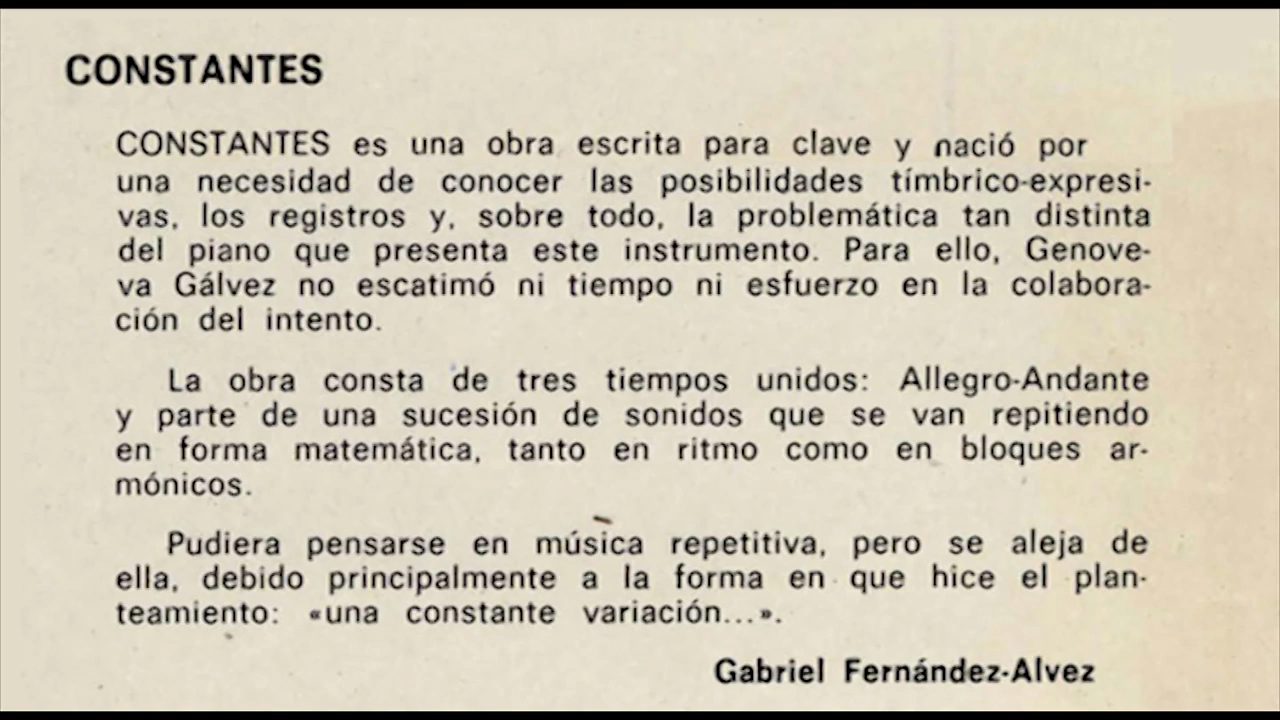 CONSTANTES
CONSTANTES es una obra escrita para clave y nació por
una necesidad de conocer las posibilidades tímbrico-expresi-
vas, los registros y, sobre todo, la problemática tan distinta
del piano que presenta este instrumento. Para ello, Genove-
va Gálvez no escatimó ni tiempo ni esfuerzo en la colabora-
ción del intento.
La obra consta de tres tiempos unidos: Allegro-Andante
y parte de una sucesión de sonidos que se van repitiendo
en forma matemática, tanto en ritmo como en bloques ar-
mónicos.
Pudiera pensarse en música repetitiva, pero se aleja de
ella, debido principalmente a la forma en que hice el plan-
teamiento: «una constante variación...».
Gabriel Fernández-Alvez